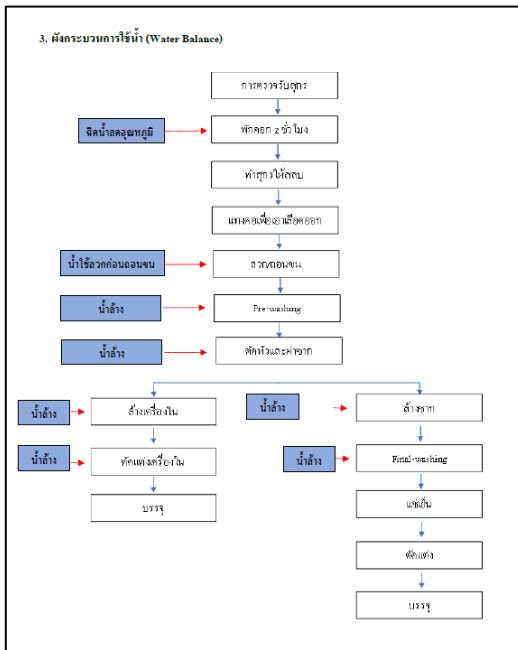 3. ผังกระบวนการใช้น้ำ (Water Balance)
การตรวจรับสุกร
ฉีดน้ำลดอุณหภูมิ
พักคอก 2 ชั่วโมง
ทำสุกรให้สลบ
แทงคอเพื่อเอาเลือดออก
น้ำใช้ลวกก่อนถอนขน
ลวก/ถอนขน
น้ำล้าง
Pre-washing
น้ำล้าง
ตัดหัวและผ่าซาก
น้ำล้าง
ล้างเครื่องใน
น้ำล้าง
ล้างซาก
น้ำล้าง
ตัดแต่งเครื่องใน
น้ำล้าง
Final-washing
บรรจุ
แช่เย็น
ตัดแต่ง
บรรจุ